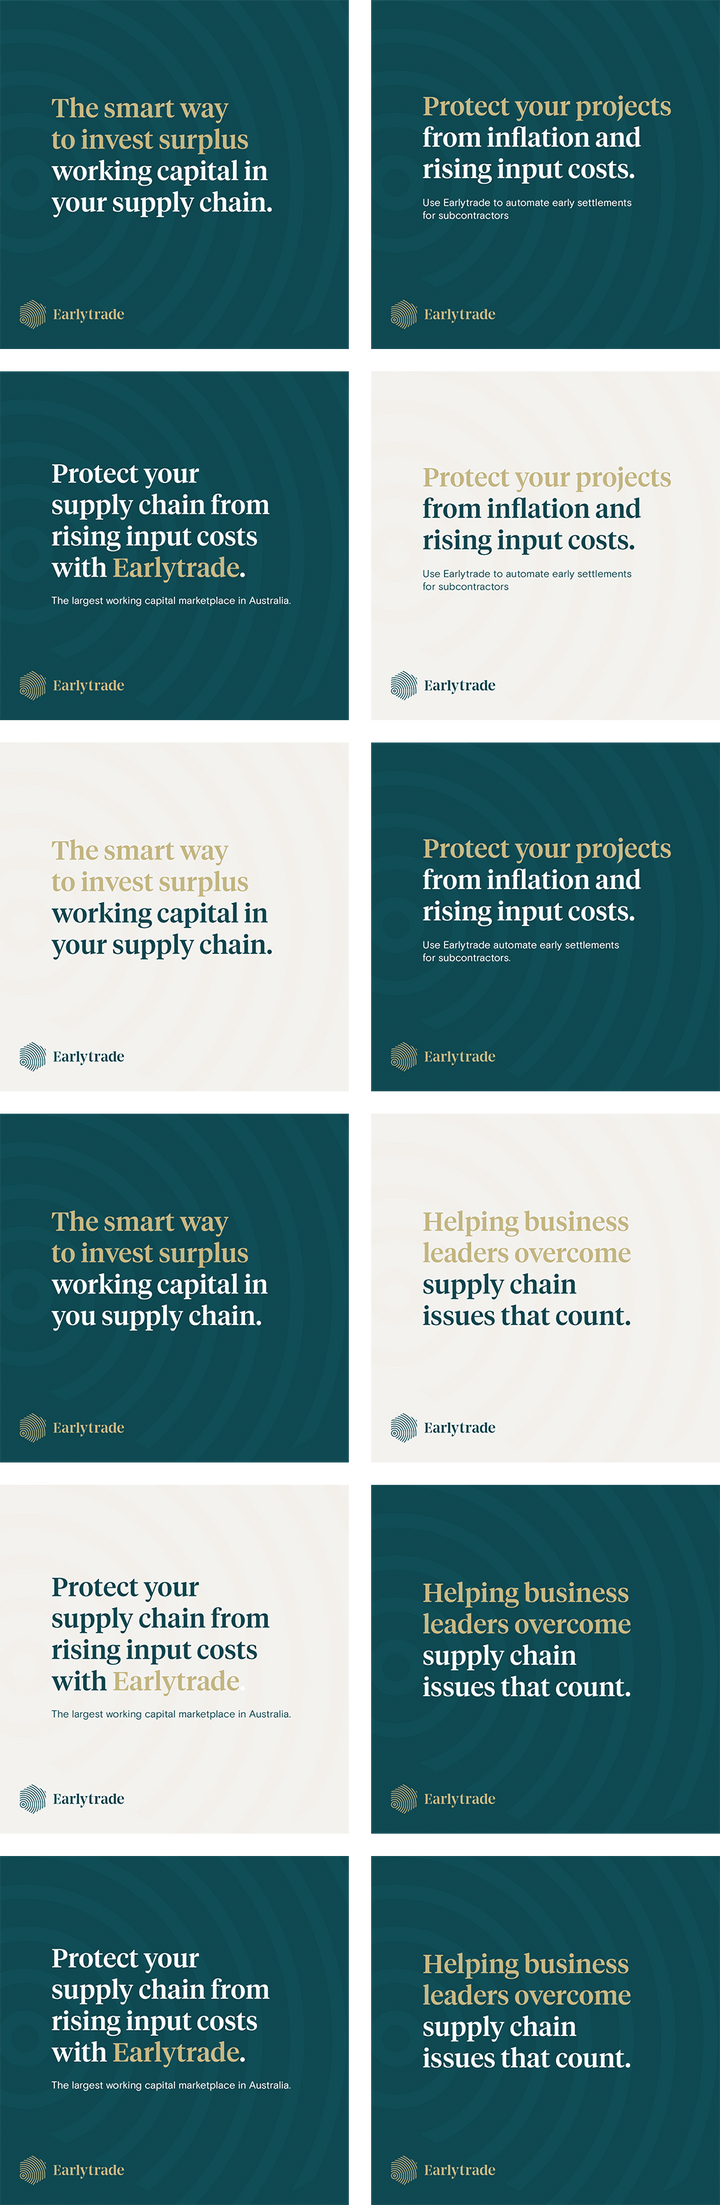 The smart way
to invest surplus
working capital in
your supply chain.
Earlytrade
Protect your projects
from inflation and
rising input costs.
Use Earlytrade to automate early settlements
for subcontractors
Earlytrade
Protect your
supply chain from
rising input costs
with Earlytrade.
The largest working capital marketplace in Australia.
Earlytrade
Protect your projects
from inflation and
rising input costs.
Use Earlytrade to automate early settlements
for subcontractors
Earlytrade
The smart way
to invest surplus
working capital in
your supply chain.
Earlytrade
Protect your projects
from inflation and
rising input costs.
Use Earlytrade automate early settlements
for subcontractors.
Earlytrade
The smart way
to invest surplus
working capital in
you supply chain.
Earlytrade
Helping business
leaders overcome
supply chain
issues that count.
Earlytrade
Protect your
supply chain from
rising input costs
with Earlytrade.
The largest working capital marketplace in Australia.
Earlytrade
Helping business
leaders overcome
supply chain
issues that count.
Earlytrade
Protect your
supply chain from
rising input costs
with Earlytrade.
The largest working capital marketplace in Australia.
Earlytrade
Helping business
leaders overcome
supply chain
issues that count.
Earlytrade